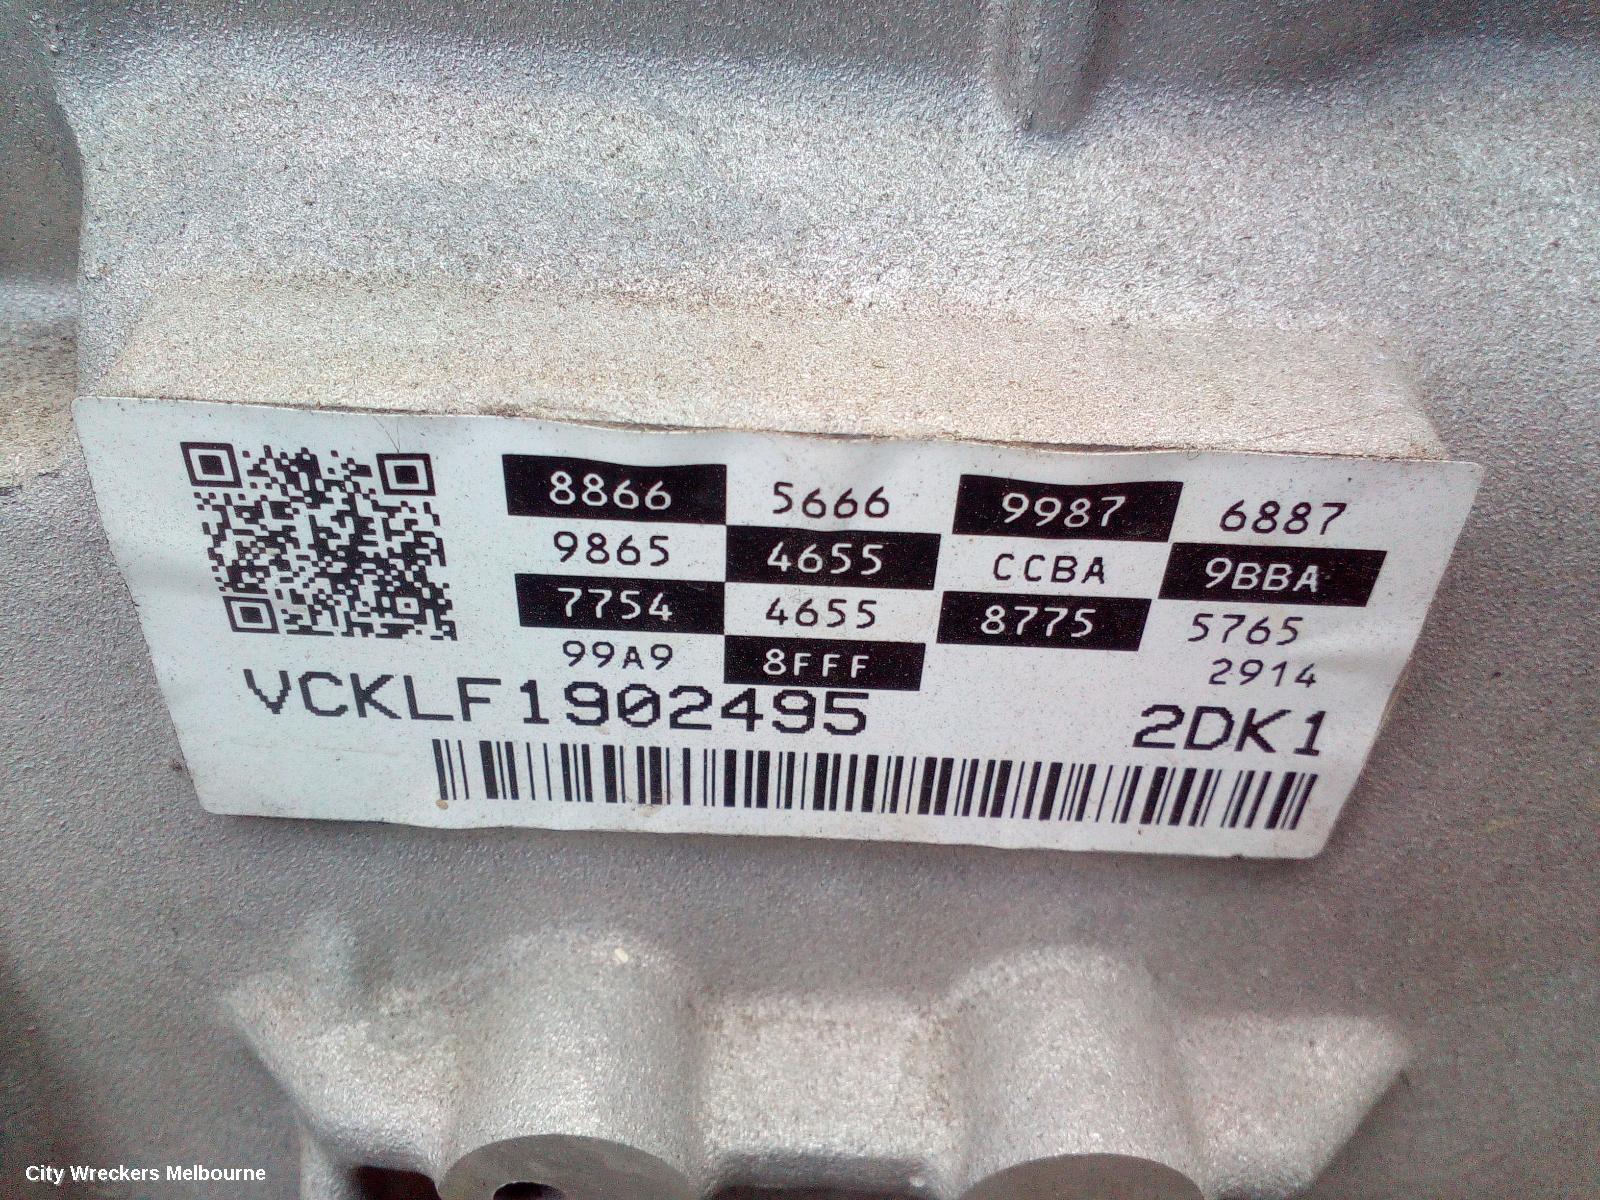 8866 5666 9987 6887
9865 4655 CCBA 9BBA
7754 4655 8775 5765
99A9 8FFF 2914
VCKLF1902495 2DK1
City Wreckers Melbourne